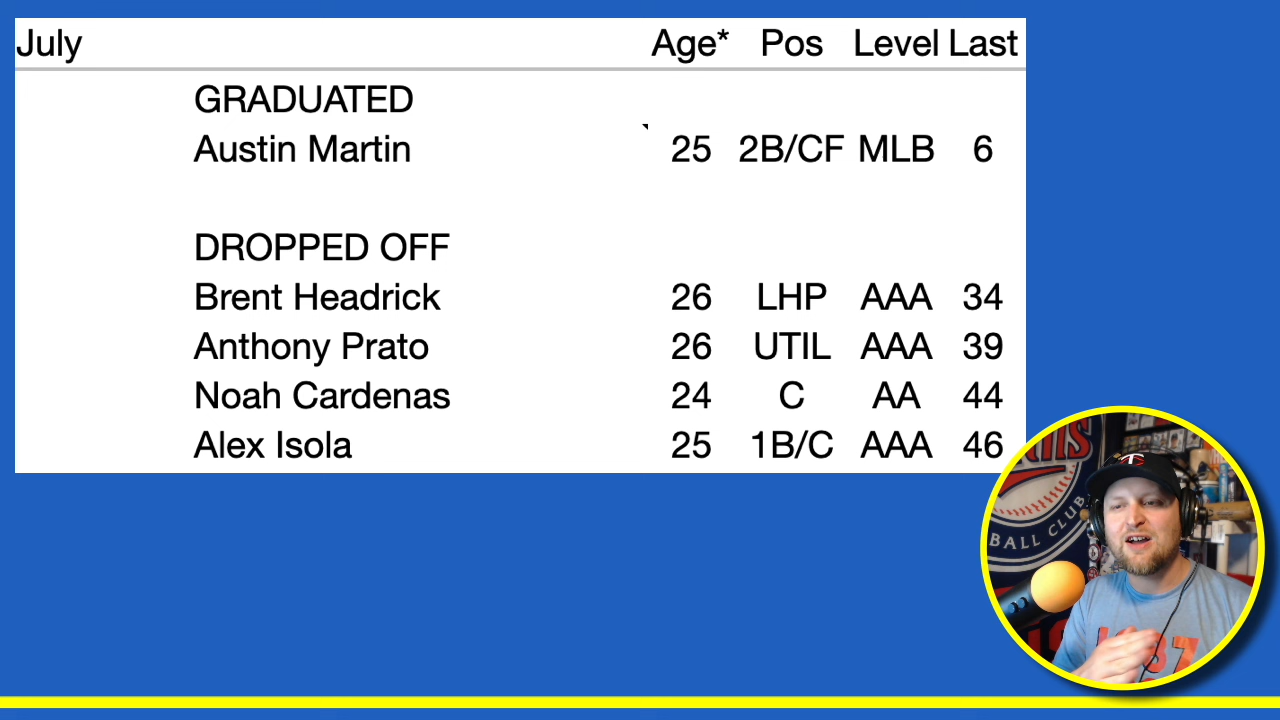 July Age* Pos Level Last
GRADUATED
Austin Martin 25 2B/CF MLB 6
DROPPED OFF
Brent Headrick 26 LHP AAA 34
Anthony Prato 26 UTIL AAA 39
Noah Cardenas 24 C AA 44
Alex Isola 25 1B/C AAA 46
BALL CLUB